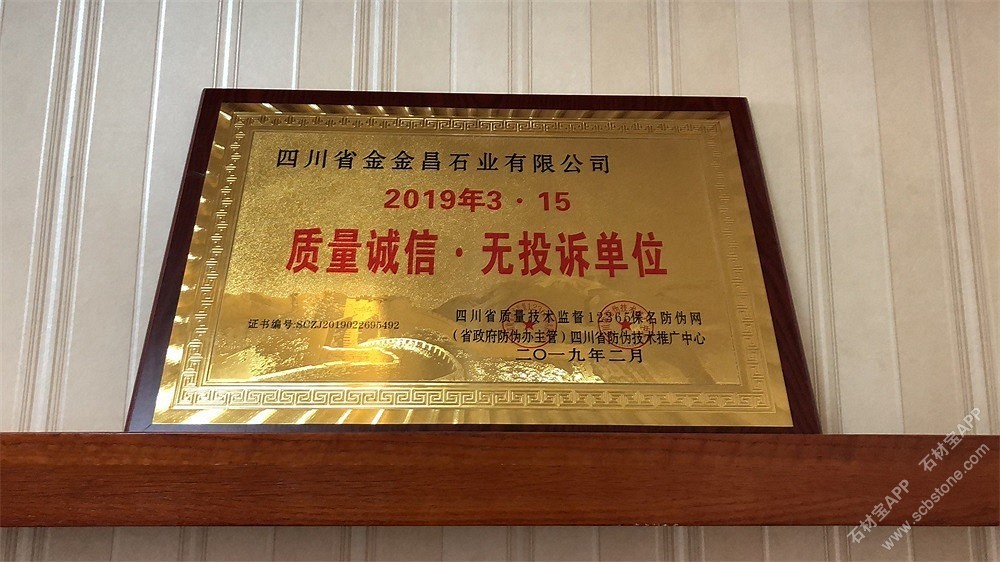 四川省金金昌石业有限公司
2019年3·15
质量诚信·无投诉单位
证书编号:SCZJ2019022695492
四川省质量技术监督12365保名防伪网
(省政府防伪办主管)四川省防伪技术推广中心
二〇一九年二月
石材宝APP 石材宝APP
www.scbstone.com